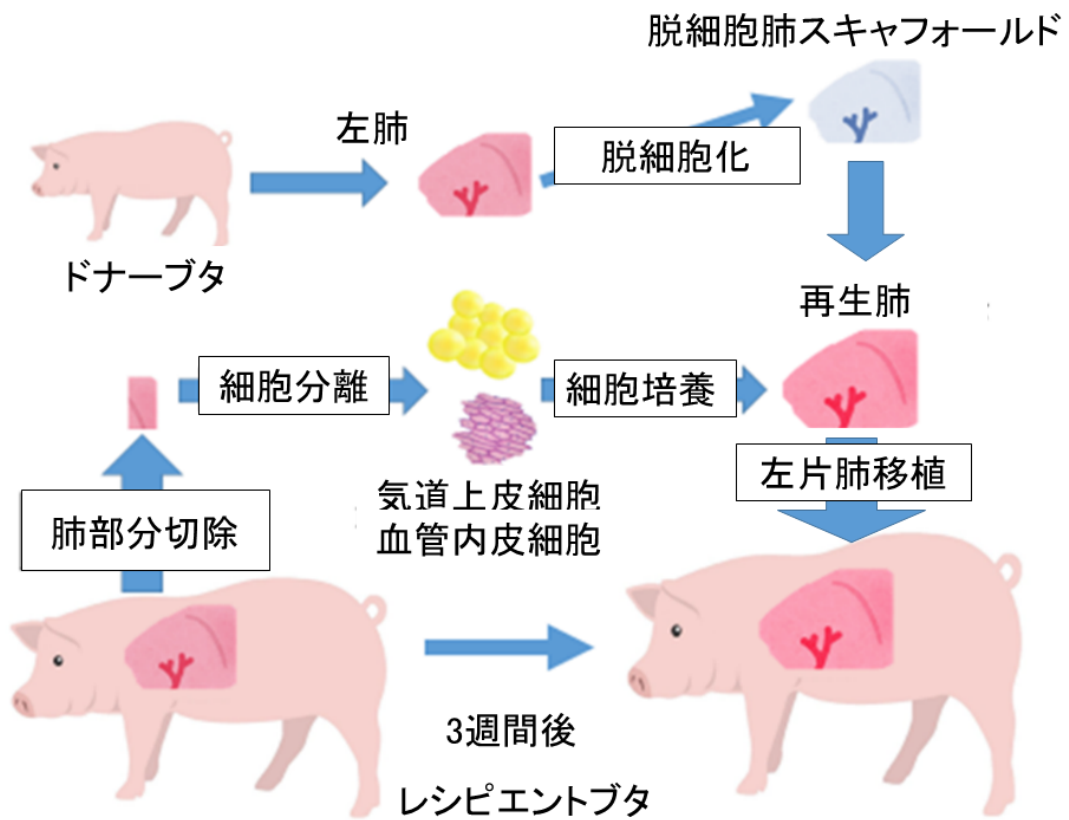 脱細胞肺スキャフォールド
左肺
脱細胞化
ドナーブタ
再生肺
細胞分離
細胞培養
気道上皮細胞
血管内皮細胞
左片肺移植
肺部分切除
3週間後
レシピエントブタ